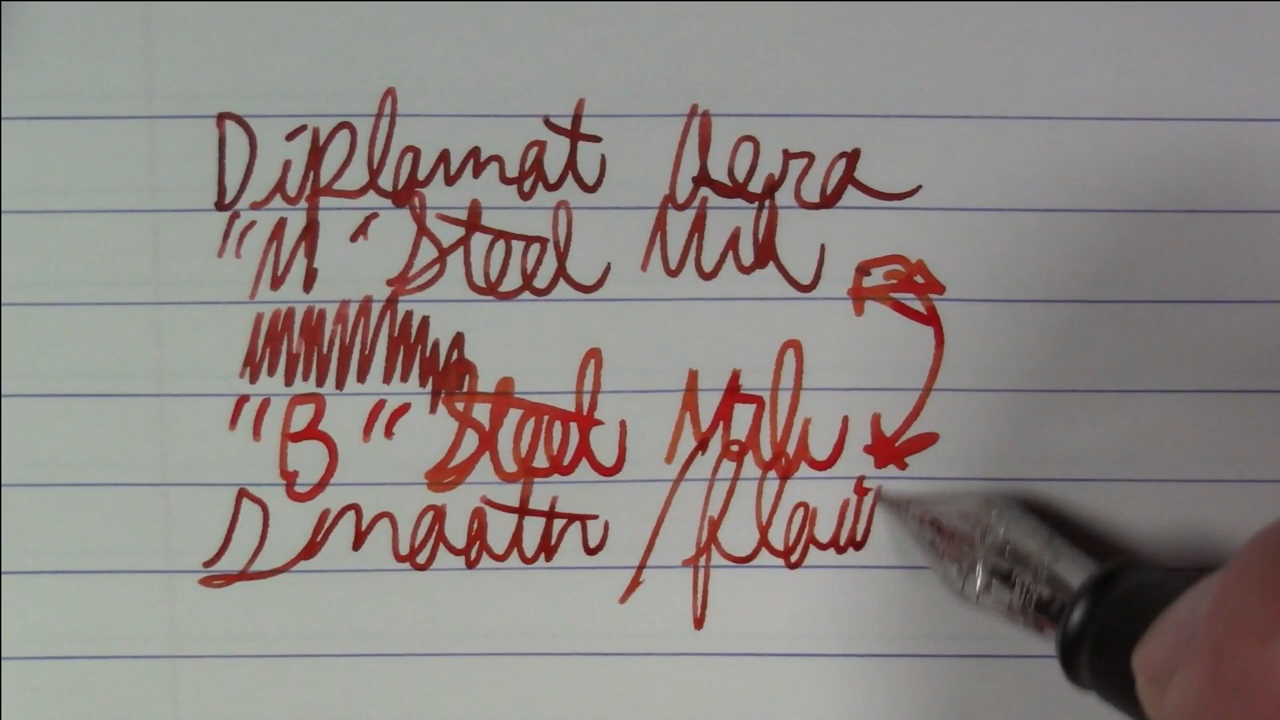 Diplomat Aero
"M" Steel Nib
"B" Steel Nib
Smooth / flow